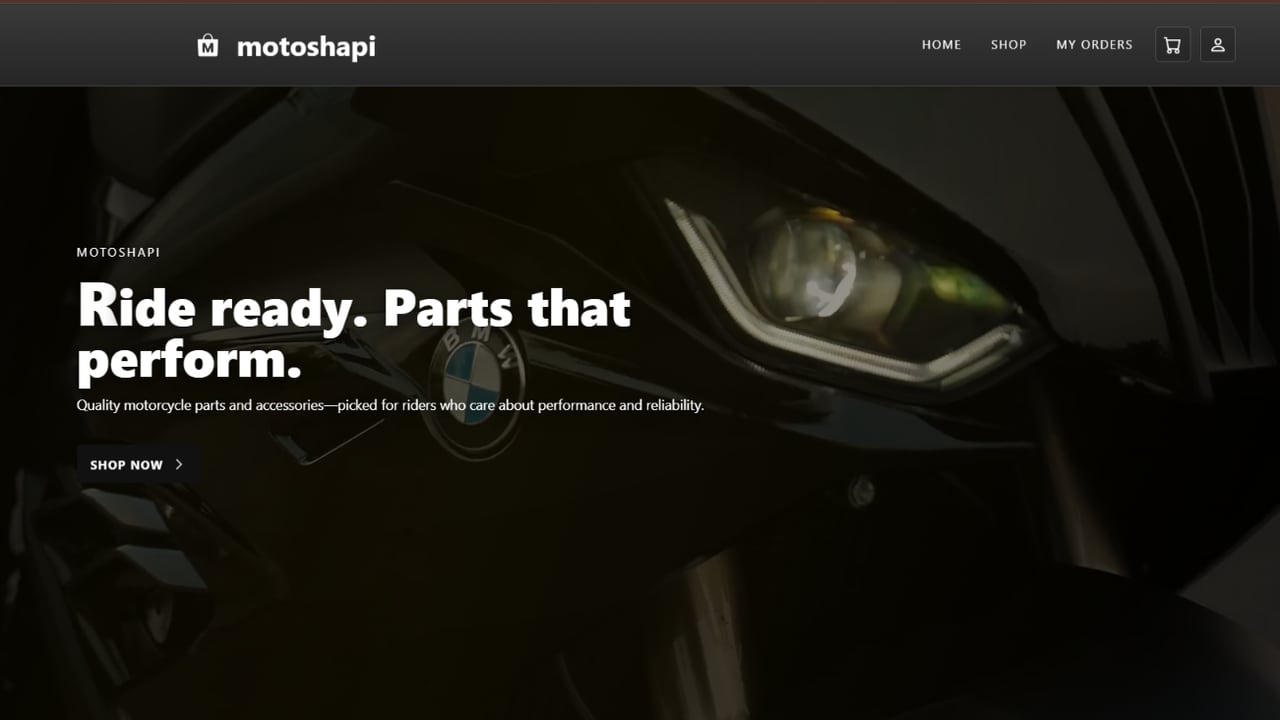 M motoshapi
HOME SHOP MY ORDERS
MOTOSHAPI
Ride ready. Parts that
perform.
BMW
Quality motorcycle parts and accessories—picked for riders who care about performance and reliability.
SHOP NOW